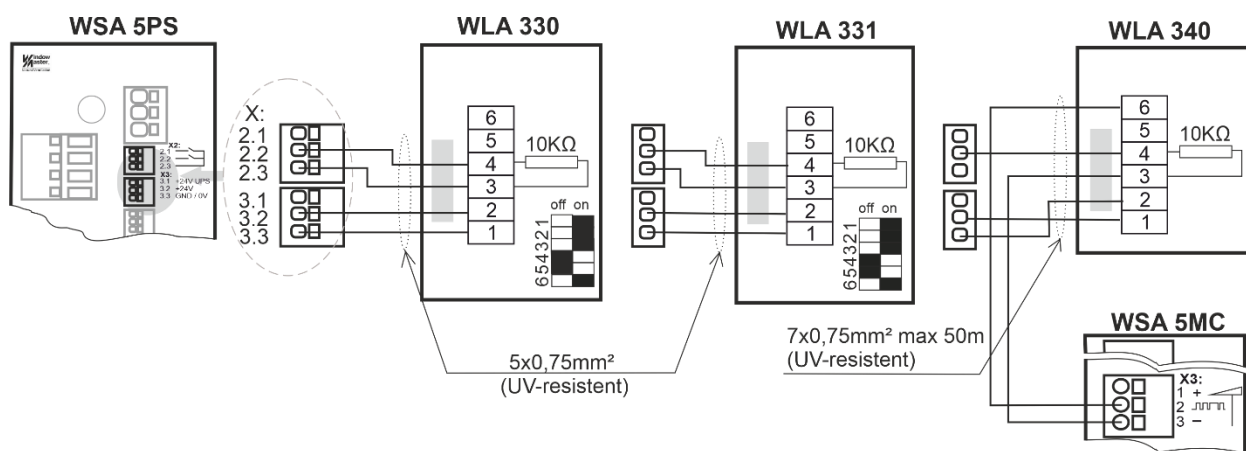 WSA 5PS
WLA 330
WLA 331
WLA 340
Window
Master
X2:
2.1
2.2
2.3
X3:
3.1 +24V UPS
3.2 +24V
3.3 GND / 0V
X:
2.1
2.2
2.3
3.1
3.2
3.3
6
5
4
3
2
1
10KΩ
off on
654321
6
5
4
3
2
1
10KΩ
off on
654321
6
5
4
3
2
1
10KΩ
5x0,75mm²
(UV-resistent)
7x0,75mm² max 50m
(UV-resistent)
WSA 5MC
X3:
1 +
2
3 –